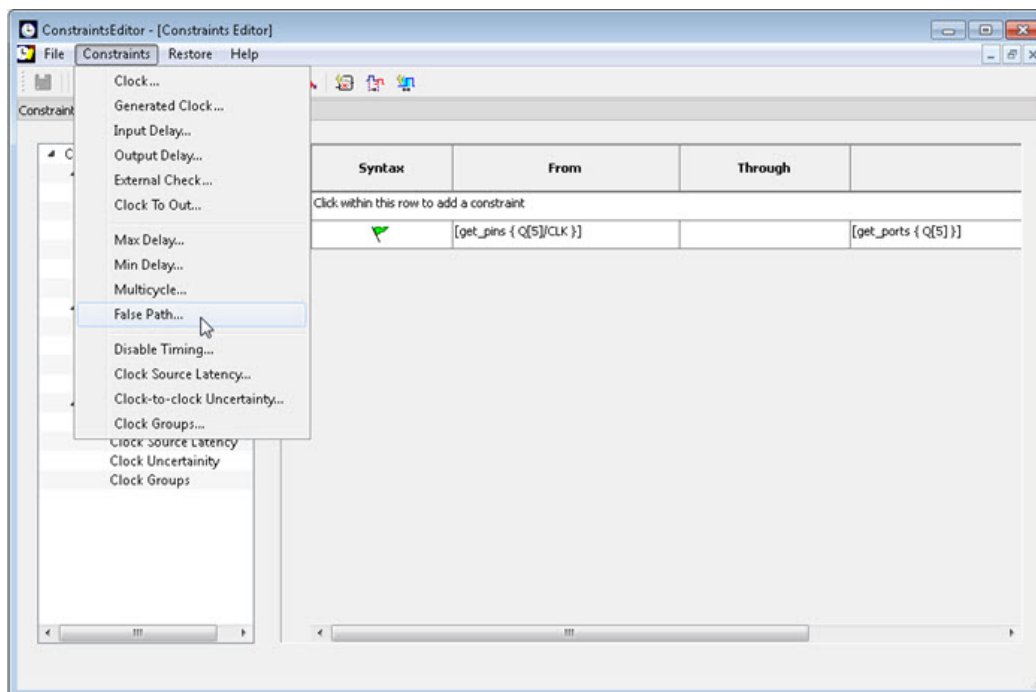 ConstraintsEditor - [Constraints Editor]
File Constraints Restore Help
Constraint
Clock...
Generated Clock...
Input Delay...
Output Delay...
External Check...
Clock To Out...
Max Delay...
Min Delay...
Multicycle...
False Path...
Disable Timing...
Clock Source Latency...
Clock-to-clock Uncertainty...
Clock Groups...
C
Clock Source Latency
Clock Uncertainity
Clock Groups
Syntax From Through
Click within this row to add a constraint
[get_pins { Q[5]/CLK }] [get_ports { Q[5] }]